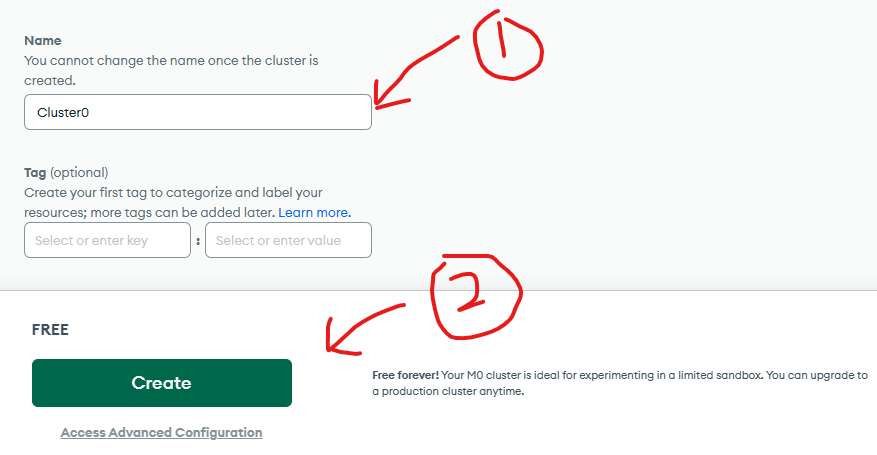 1
Name
You cannot change the name once the cluster is
created.
Cluster0
Tag (optional)
Create your first tag to categorize and label your
resources; more tags can be added later. Learn more.
Select or enter key : Select or enter value
2
FREE
Create
Free forever! Your M0 cluster is ideal for experimenting in a limited sandbox. You can upgrade to
a production cluster anytime.
Access Advanced Configuration